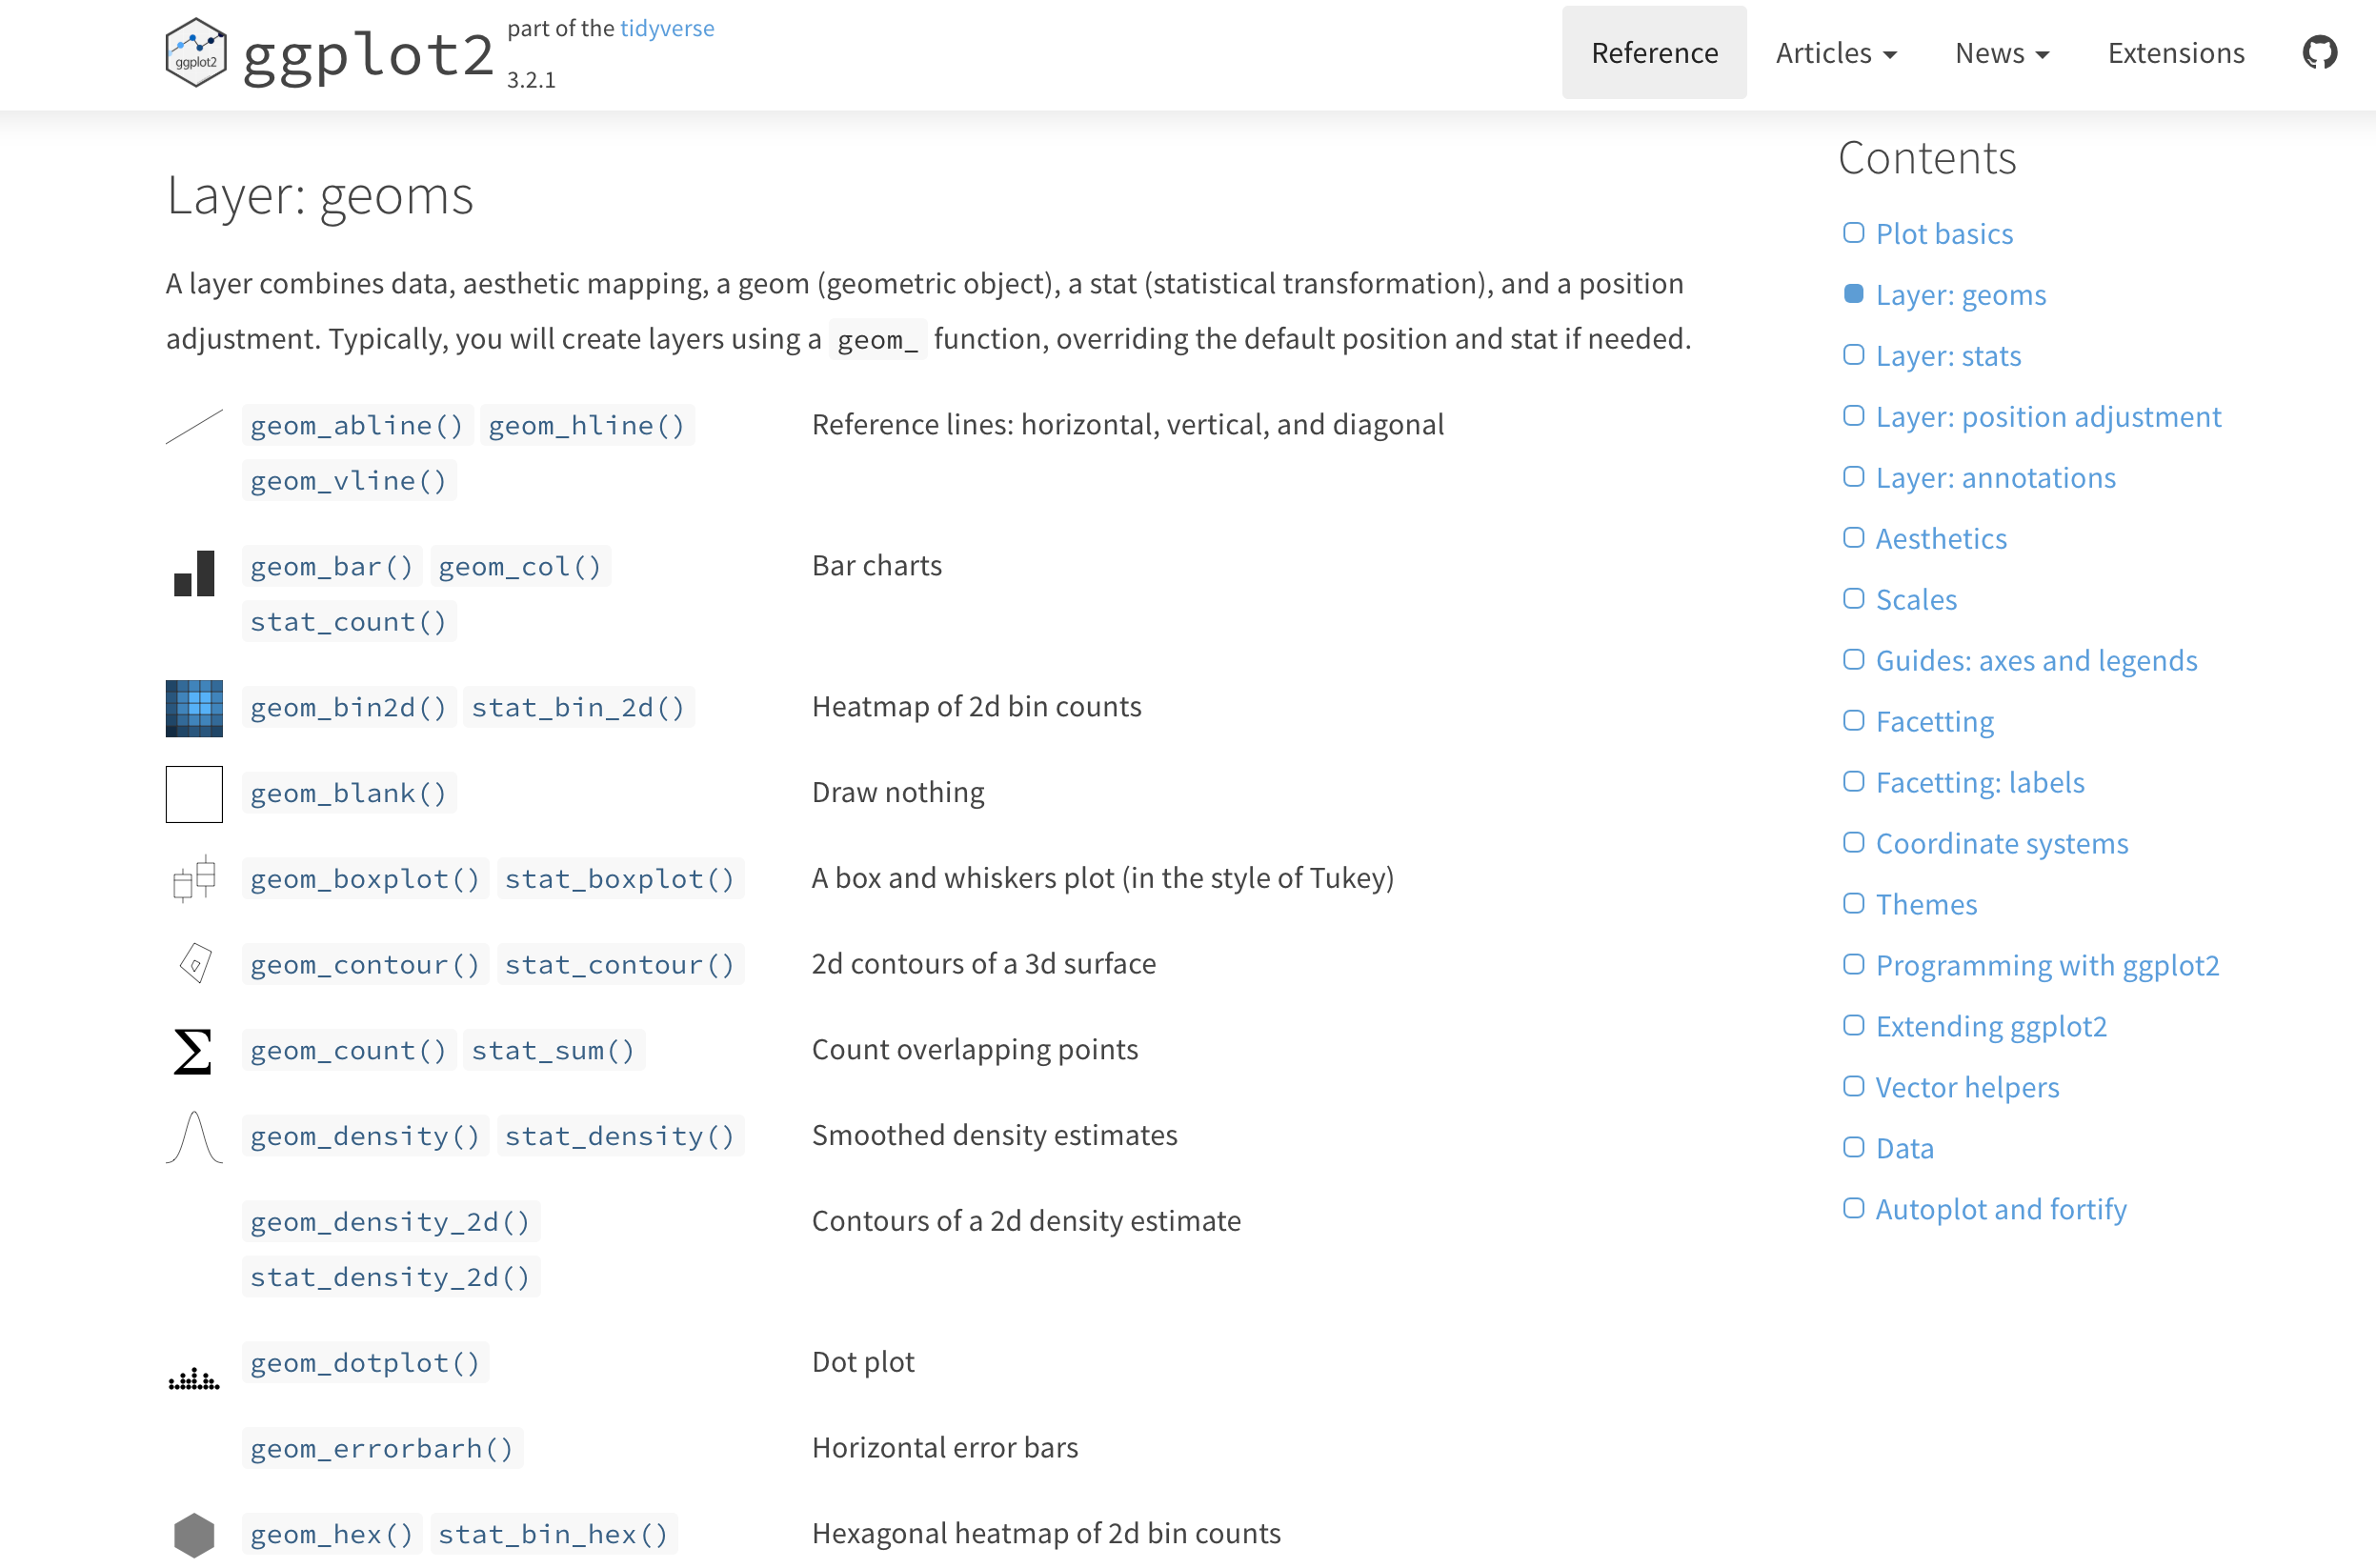 ggplot2
ggplot2
part of the tidyverse
3.2.1
Reference
Articles
News
Extensions
Layer: geoms
A layer combines data, aesthetic mapping, a geom (geometric object), a stat (statistical transformation), and a position
adjustment. Typically, you will create layers using a geom_ function, overriding the default position and stat if needed.
geom_abline() geom_hline()
geom_vline()
Reference lines: horizontal, vertical, and diagonal
geom_bar() geom_col()
stat_count()
Bar charts
geom_bin2d() stat_bin_2d()
Heatmap of 2d bin counts
geom_blank()
Draw nothing
geom_boxplot() stat_boxplot()
A box and whiskers plot (in the style of Tukey)
geom_contour() stat_contour()
2d contours of a 3d surface
Σ
geom_count() stat_sum()
Count overlapping points
geom_density() stat_density()
Smoothed density estimates
geom_density_2d()
stat_density_2d()
Contours of a 2d density estimate
geom_dotplot()
Dot plot
geom_errorbarh()
Horizontal error bars
geom_hex() stat_bin_hex()
Hexagonal heatmap of 2d bin counts
Contents
Plot basics
Layer: geoms
Layer: stats
Layer: position adjustment
Layer: annotations
Aesthetics
Scales
Guides: axes and legends
Facetting
Facetting: labels
Coordinate systems
Themes
Programming with ggplot2
Extending ggplot2
Vector helpers
Data
Autoplot and fortify